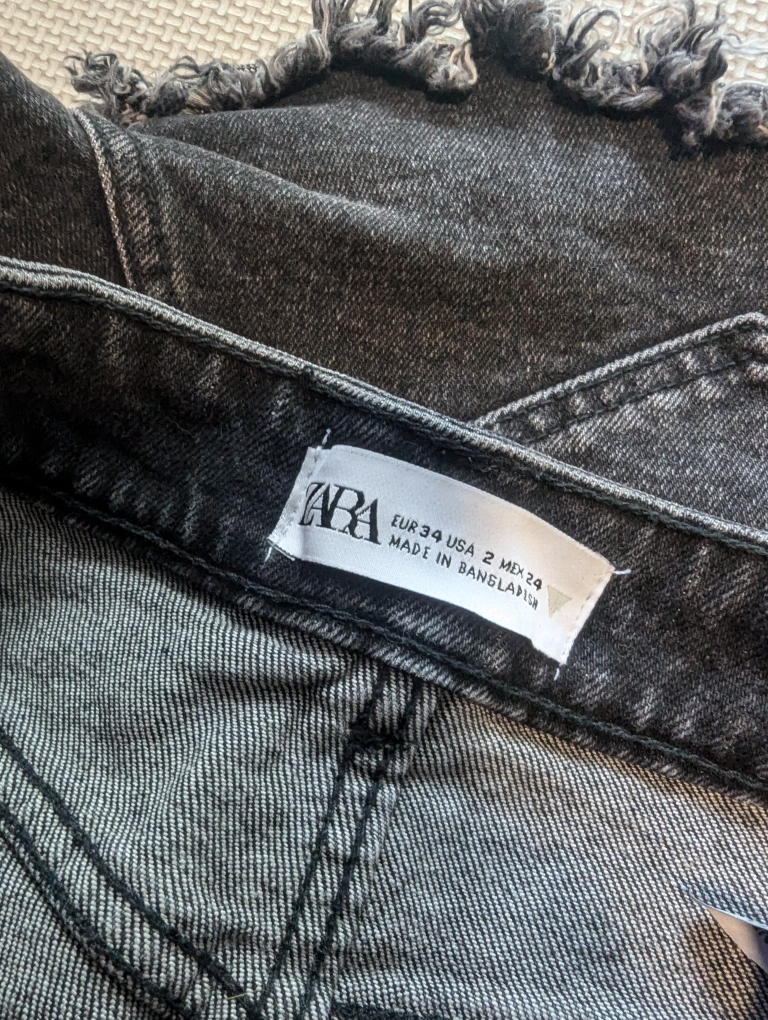 ZARA
EUR 34 USA 2 MEX 24
MADE IN BANGLADESH